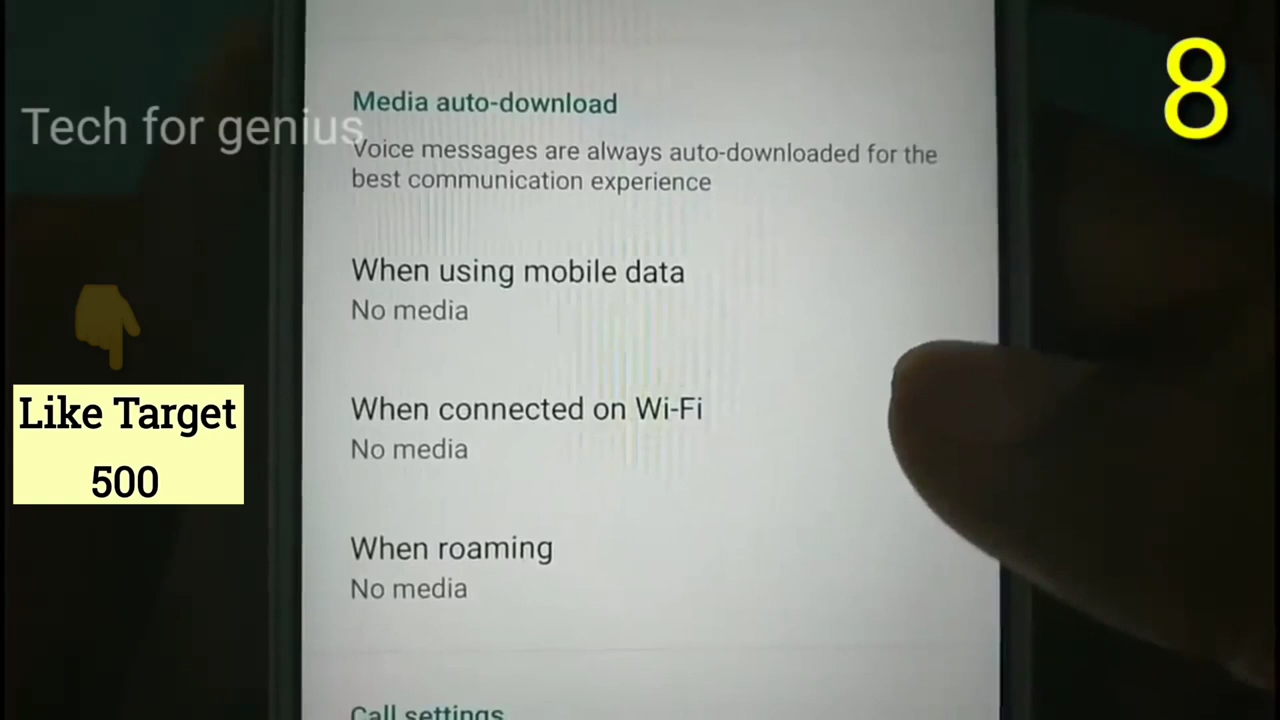 8
Tech for genius
Media auto-download
Voice messages are always auto-downloaded for the
best communication experience
When using mobile data
No media
Like Target
500
When connected on Wi-Fi
No media
When roaming
No media
Call settings